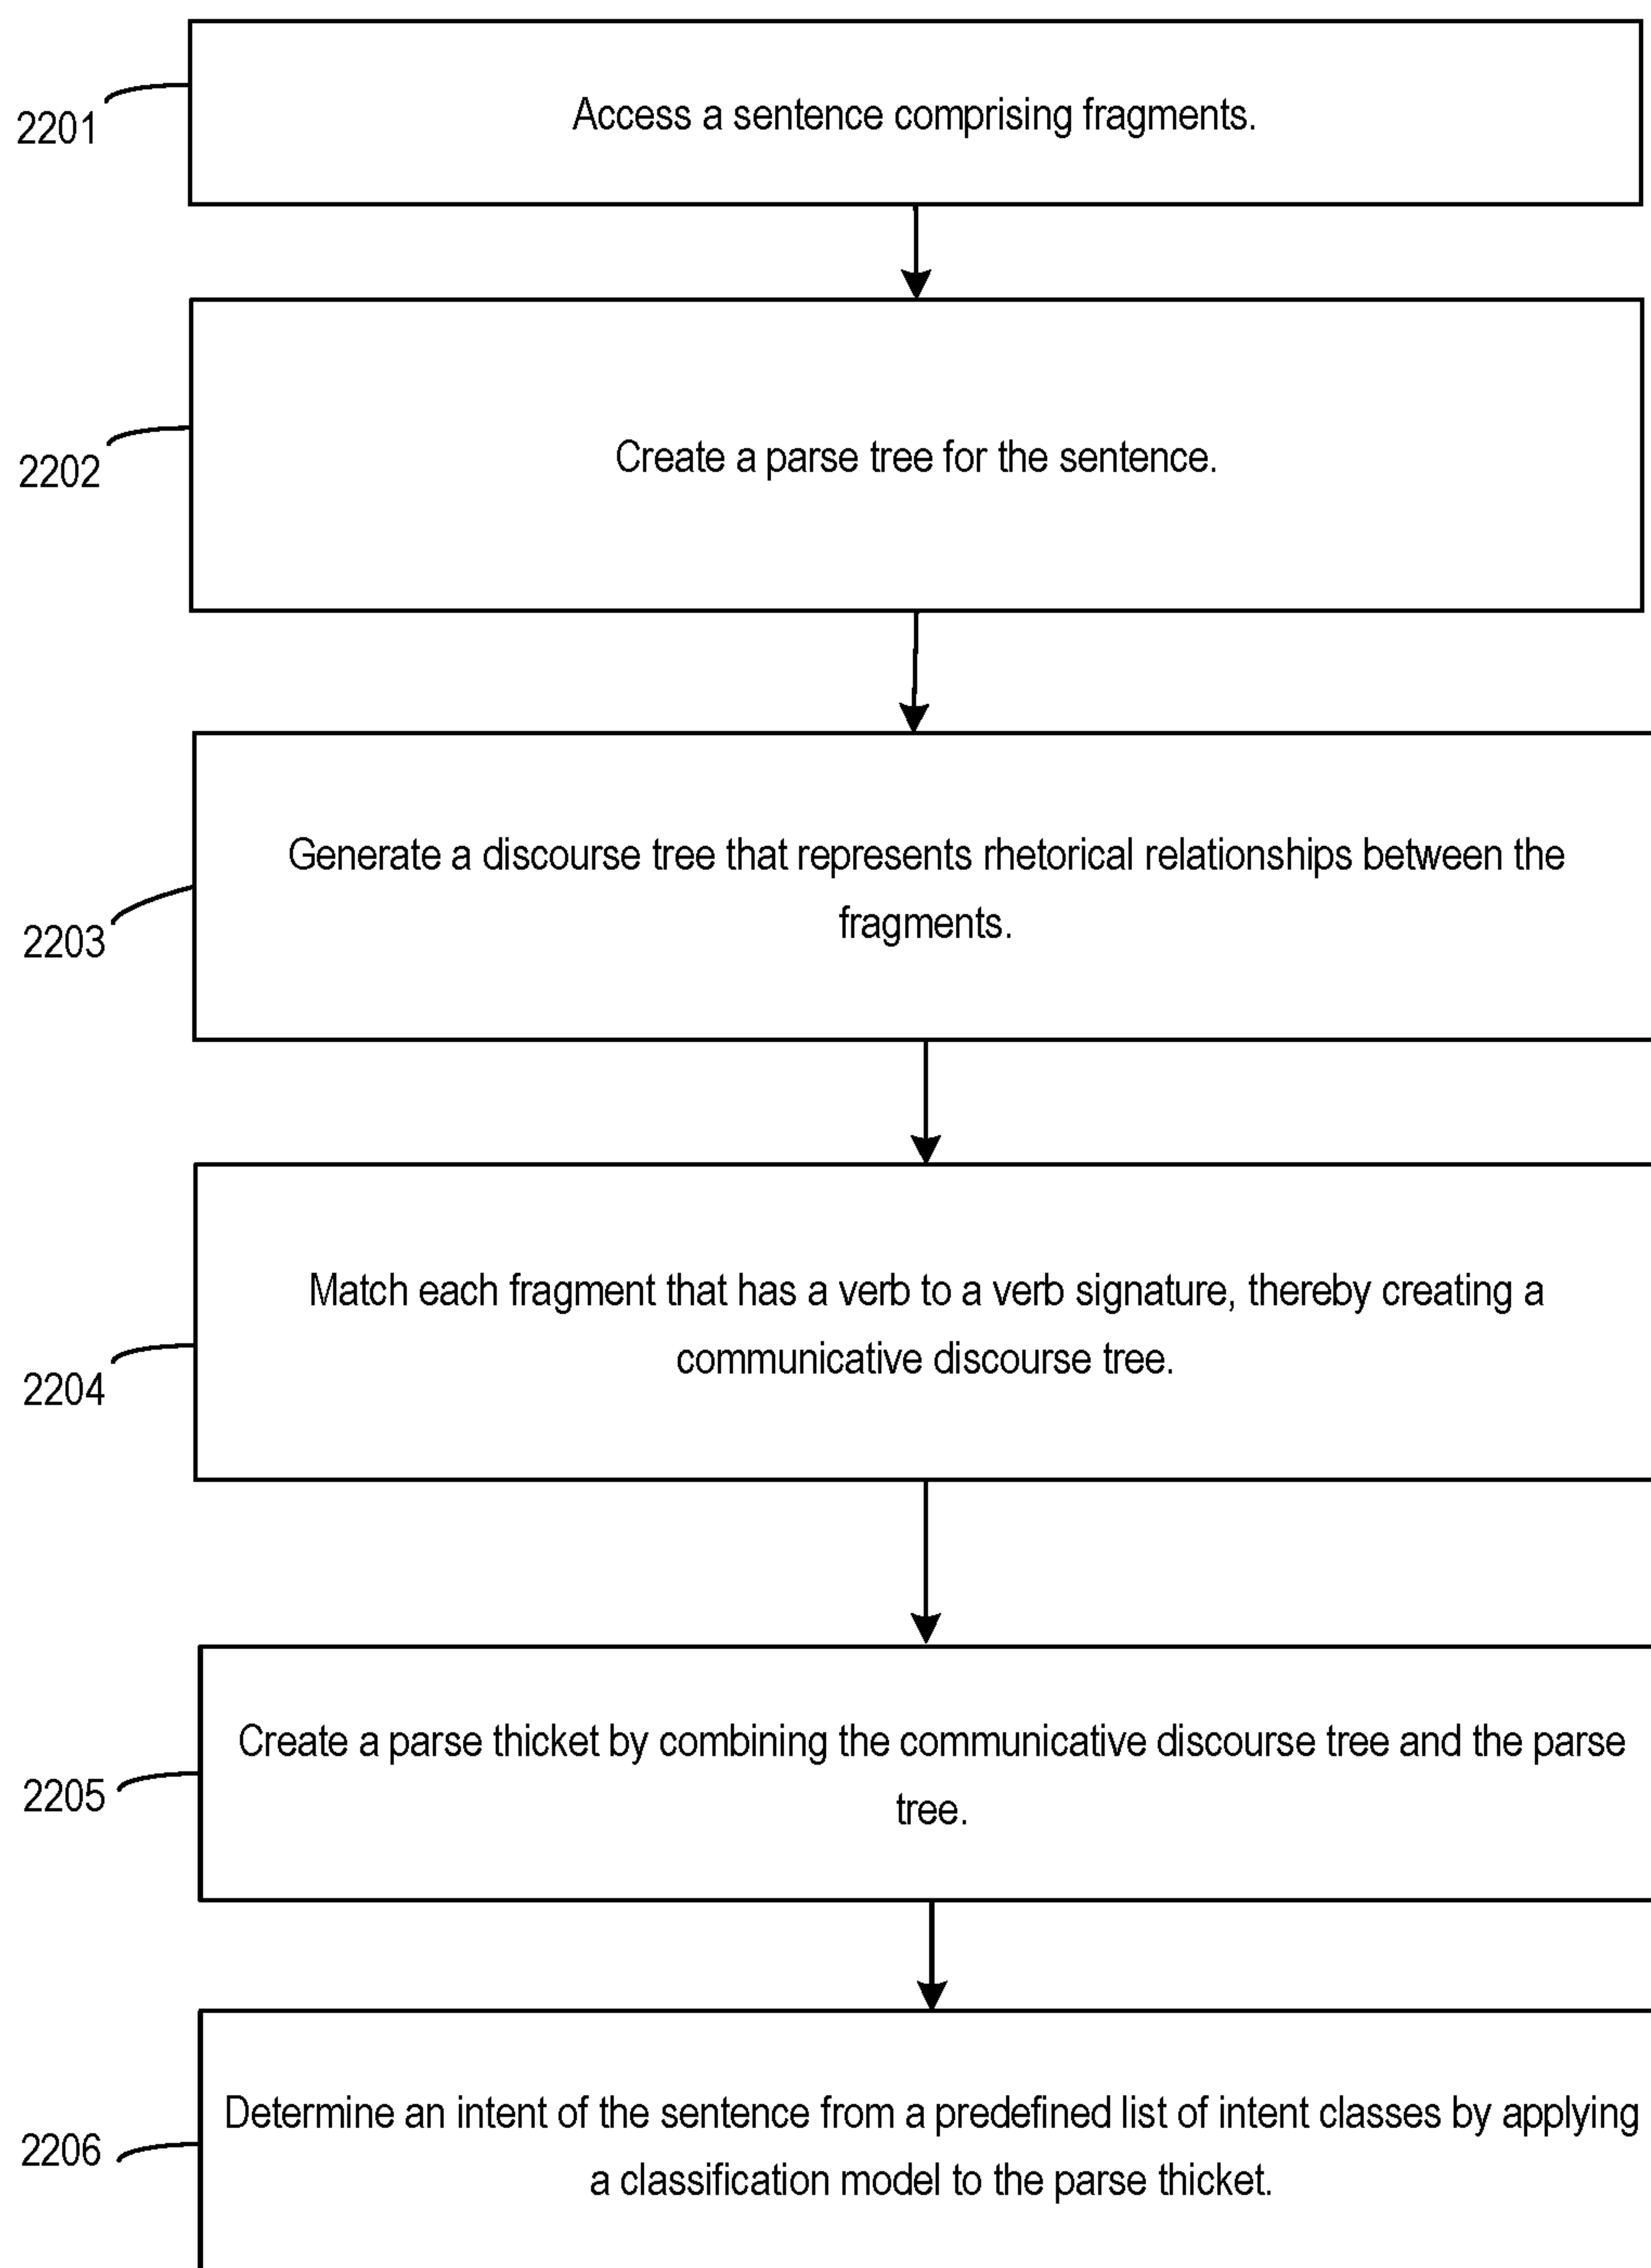 2201
Access a sentence comprising fragments.
2202
Create a parse tree for the sentence.
2203
Generate a discourse tree that represents rhetorical relationships between the
fragments.
2204
Match each fragment that has a verb to a verb signature, thereby creating a
communicative discourse tree.
2205
Create a parse thicket by combining the communicative discourse tree and the parse
tree.
2206
Determine an intent of the sentence from a predefined list of intent classes by applying
a classification model to the parse thicket.